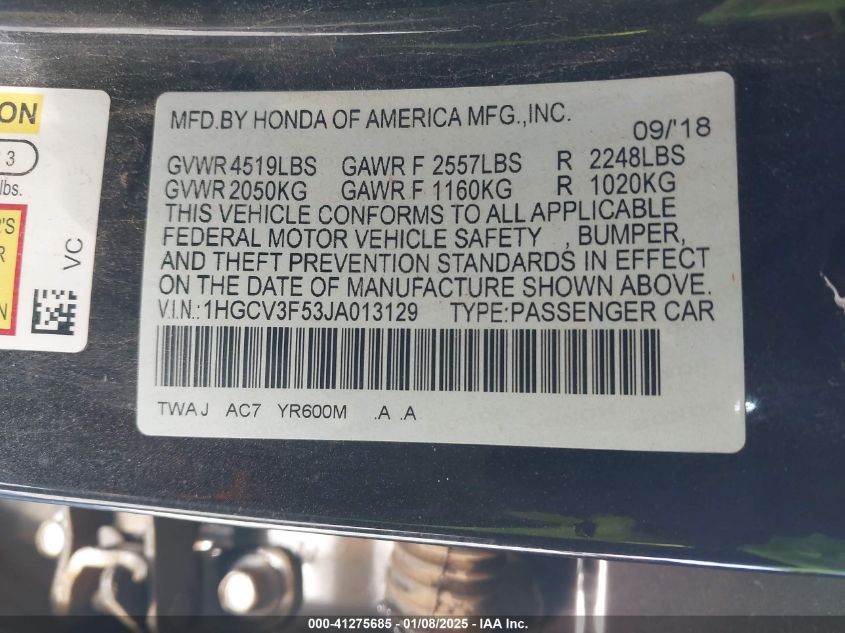 ON
3
lbs.
'S
R
N
VC
MFD.BY HONDA OF AMERICA MFG.,INC.
09/'18
GVWR 4519LBS GAWR F 2557LBS R 2248LBS
GVWR 2050KG GAWR F 1160KG R 1020KG
THIS VEHICLE CONFORMS TO ALL APPLICABLE
FEDERAL MOTOR VEHICLE SAFETY , BUMPER,
AND THEFT PREVENTION STANDARDS IN EFFECT
ON THE DATE OF MANUFACTURE SHOWN ABOVE.
V.I.N.:1HGCV3F53JA013129 TYPE:PASSENGER CAR
TWAJ AC7 YR600M .A .A
000-41275685 - 01/08/2025 - IAA Inc.